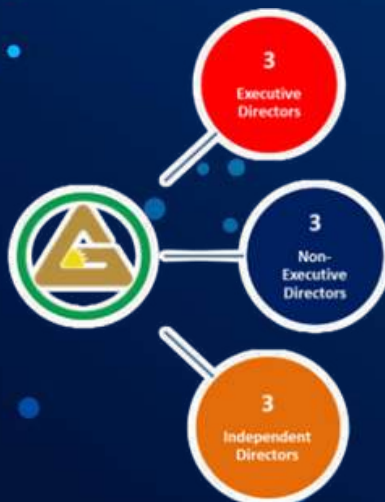 3
Executive
Directors
3
Non-
Executive
Directors
3
Independent
Directors